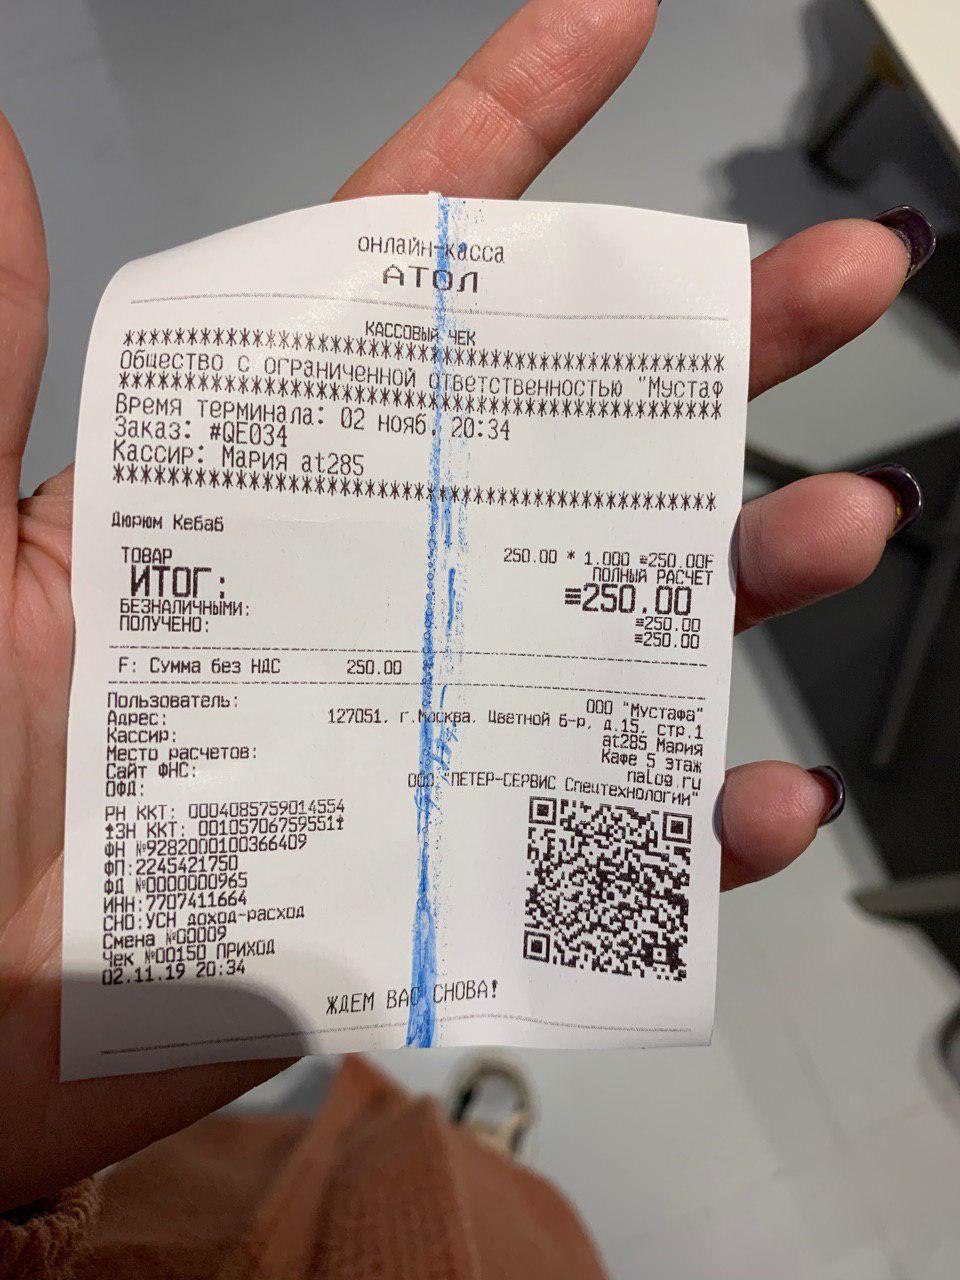 онлайн-касса
АТОЛ
КАССОВЫЙ ЧЕК
************************************************
Общество с ограниченной ответственностью "Мустаф
************************************************
Время терминала: 02 нояб. 20:34
Заказ: #QE034
Кассир: Мария at285
************************************************
Дюрюм Кебаб
250.00 * 1.000 ≡250.00F
ТОВАР ПОЛНЫЙ РАСЧЕТ
ИТОГ: ≡250.00
БЕЗНАЛИЧНЫМИ: ≡250.00
ПОЛУЧЕНО: ≡250.00
F: Сумма без НДС 250.00
Пользователь: ООО "Мустафа"
Адрес: 127051, г.Москва, Цветной б-р, д.15, стр.1
Кассир: at285 Мария
Место расчетов: Кафе 5 этаж
Сайт ФНС: nalog.ru
ОФД: ООО "ПЕТЕР-СЕРВИС Спецтехнологии"
РН ККТ: 0004085759014554
ЗН ККТ: 00105706759551
ФН №9282000100366409
ФП:2245421750
ФД №0000000965
ИНН:7707411664
СНО:УСН доход-расход
Смена №00009
Чек №00150 ПРИХОД
02.11.19 20:34
ЖДЕМ ВАС СНОВА!